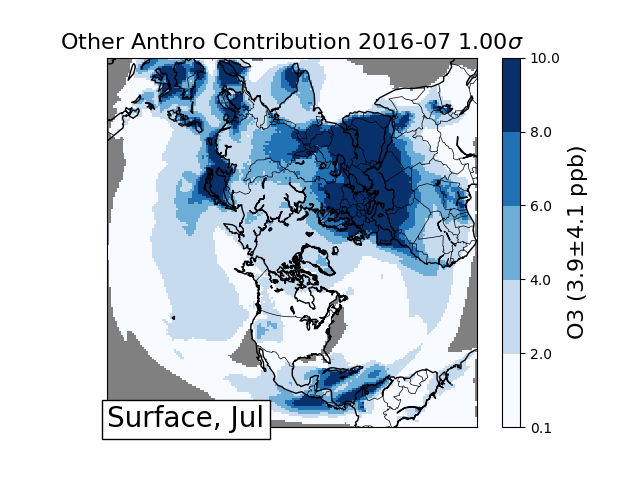 Other Anthro Contribution 2016-07 1.00σ
10.0
8.0
6.0
4.0
2.0
0.1
O3 (3.9±4.1 ppb)
Surface, Jul